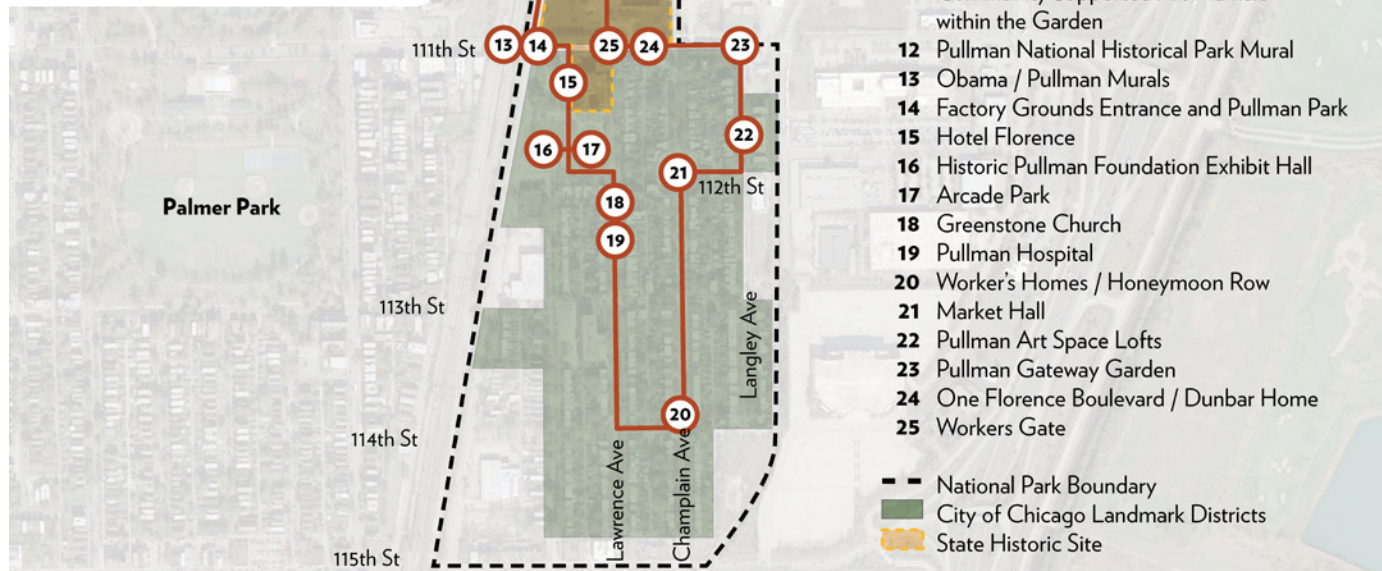 within the Garden
12 Pullman National Historical Park Mural
13 Obama / Pullman Murals
14 Factory Grounds Entrance and Pullman Park
15 Hotel Florence
16 Historic Pullman Foundation Exhibit Hall
17 Arcade Park
18 Greenstone Church
19 Pullman Hospital
20 Worker's Homes / Honeymoon Row
21 Market Hall
22 Pullman Art Space Lofts
23 Pullman Gateway Garden
24 One Florence Boulevard / Dunbar Home
25 Workers Gate
National Park Boundary
City of Chicago Landmark Districts
State Historic Site
111th St
13
14
25
24
23
15
22
16
17
21
112th St
18
Palmer Park
19
113th St
Langley Ave
20
114th St
Lawrence Ave
Champlain Ave
115th St